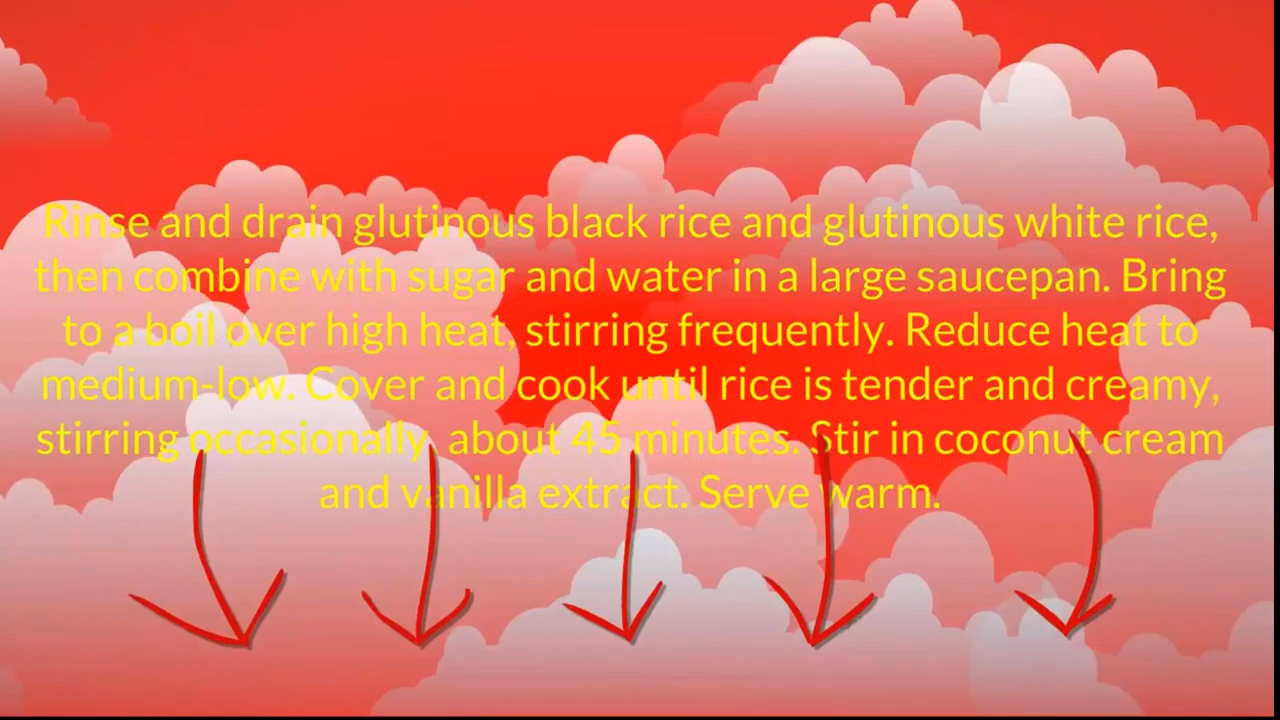 Rinse and drain glutinous black rice and glutinous white rice,
then combine with sugar and water in a large saucepan. Bring
to a boil over high heat, stirring frequently. Reduce heat to
medium-low. Cover and cook until rice is tender and creamy,
stirring occasionally, about 45 minutes. Stir in coconut cream
and vanilla extract. Serve warm.